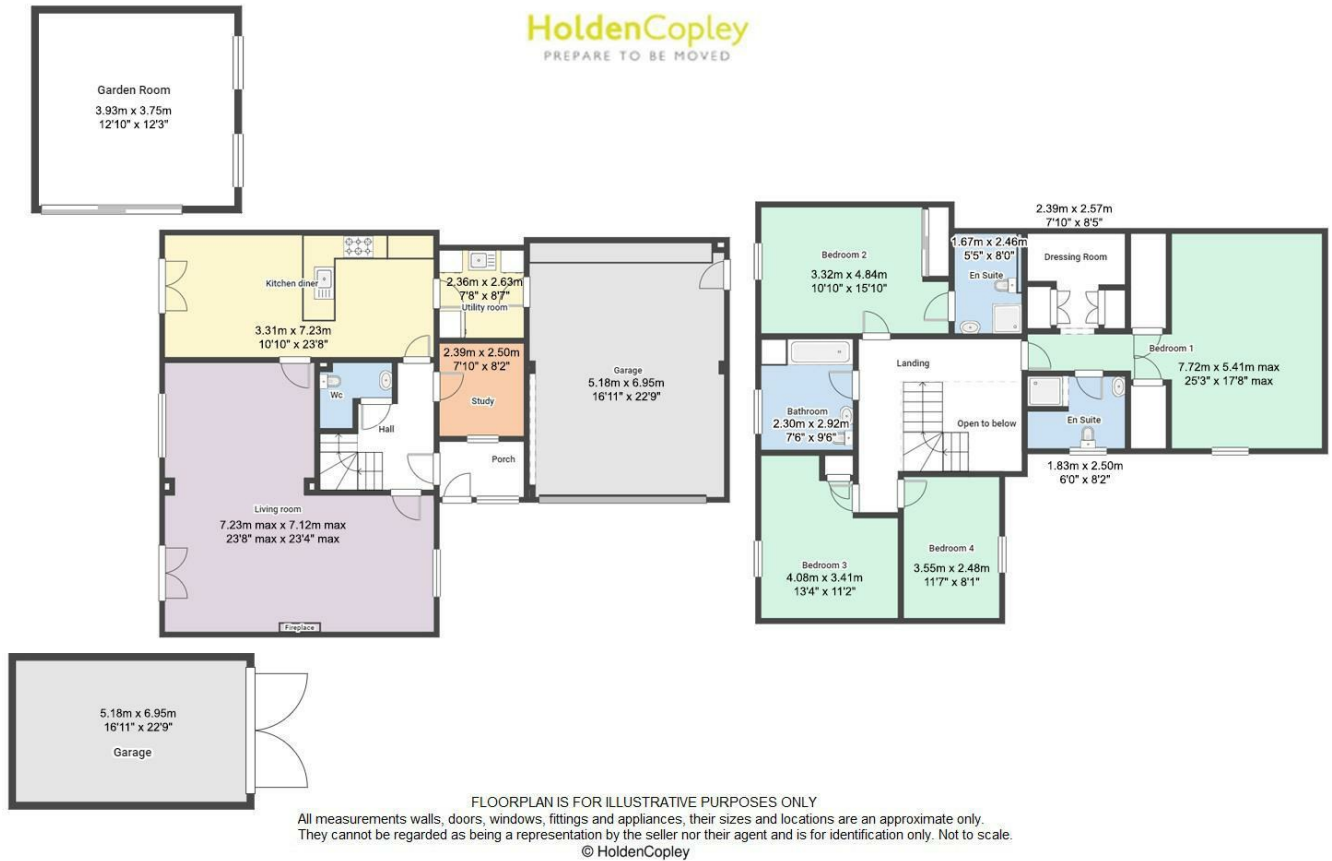 HoldenCopley
PREPARE TO BE MOVED
Garden Room
3.93m x 3.75m
12'10" x 12'3"
Kitchen diner
3.31m x 7.23m
10'10" x 23'8"
2.36m x 2.63m
7'8" x 8'7"
Utility room
2.39m x 2.50m
7'10" x 8'2"
Study
Garage
5.18m x 6.95m
16'11" x 22'9"
Wc
Hall
Porch
Living room
7.23m max x 7.12m max
23'8" max x 23'4" max
Fireplace
5.18m x 6.95m
16'11" x 22'9"
Garage
Bedroom 2
3.32m x 4.84m
10'10" x 15'10"
1.67m x 2.46m
5'5" x 8'0"
En Suite
2.39m x 2.57m
7'10" x 8'5"
Dressing Room
Bedroom 1
7.72m x 5.41m max
25'3" x 17'8" max
Landing
Open to below
Bathroom
2.30m x 2.92m
7'6" x 9'6"
En Suite
1.83m x 2.50m
6'0" x 8'2"
Bedroom 3
4.08m x 3.41m
13'4" x 11'2"
Bedroom 4
3.55m x 2.48m
11'7" x 8'1"
FLOORPLAN IS FOR ILLUSTRATIVE PURPOSES ONLY
All measurements walls, doors, windows, fittings and appliances, their sizes and locations are an approximate only.
They cannot be regarded as being a representation by the seller nor their agent and is for identification only. Not to scale.
© HoldenCopley